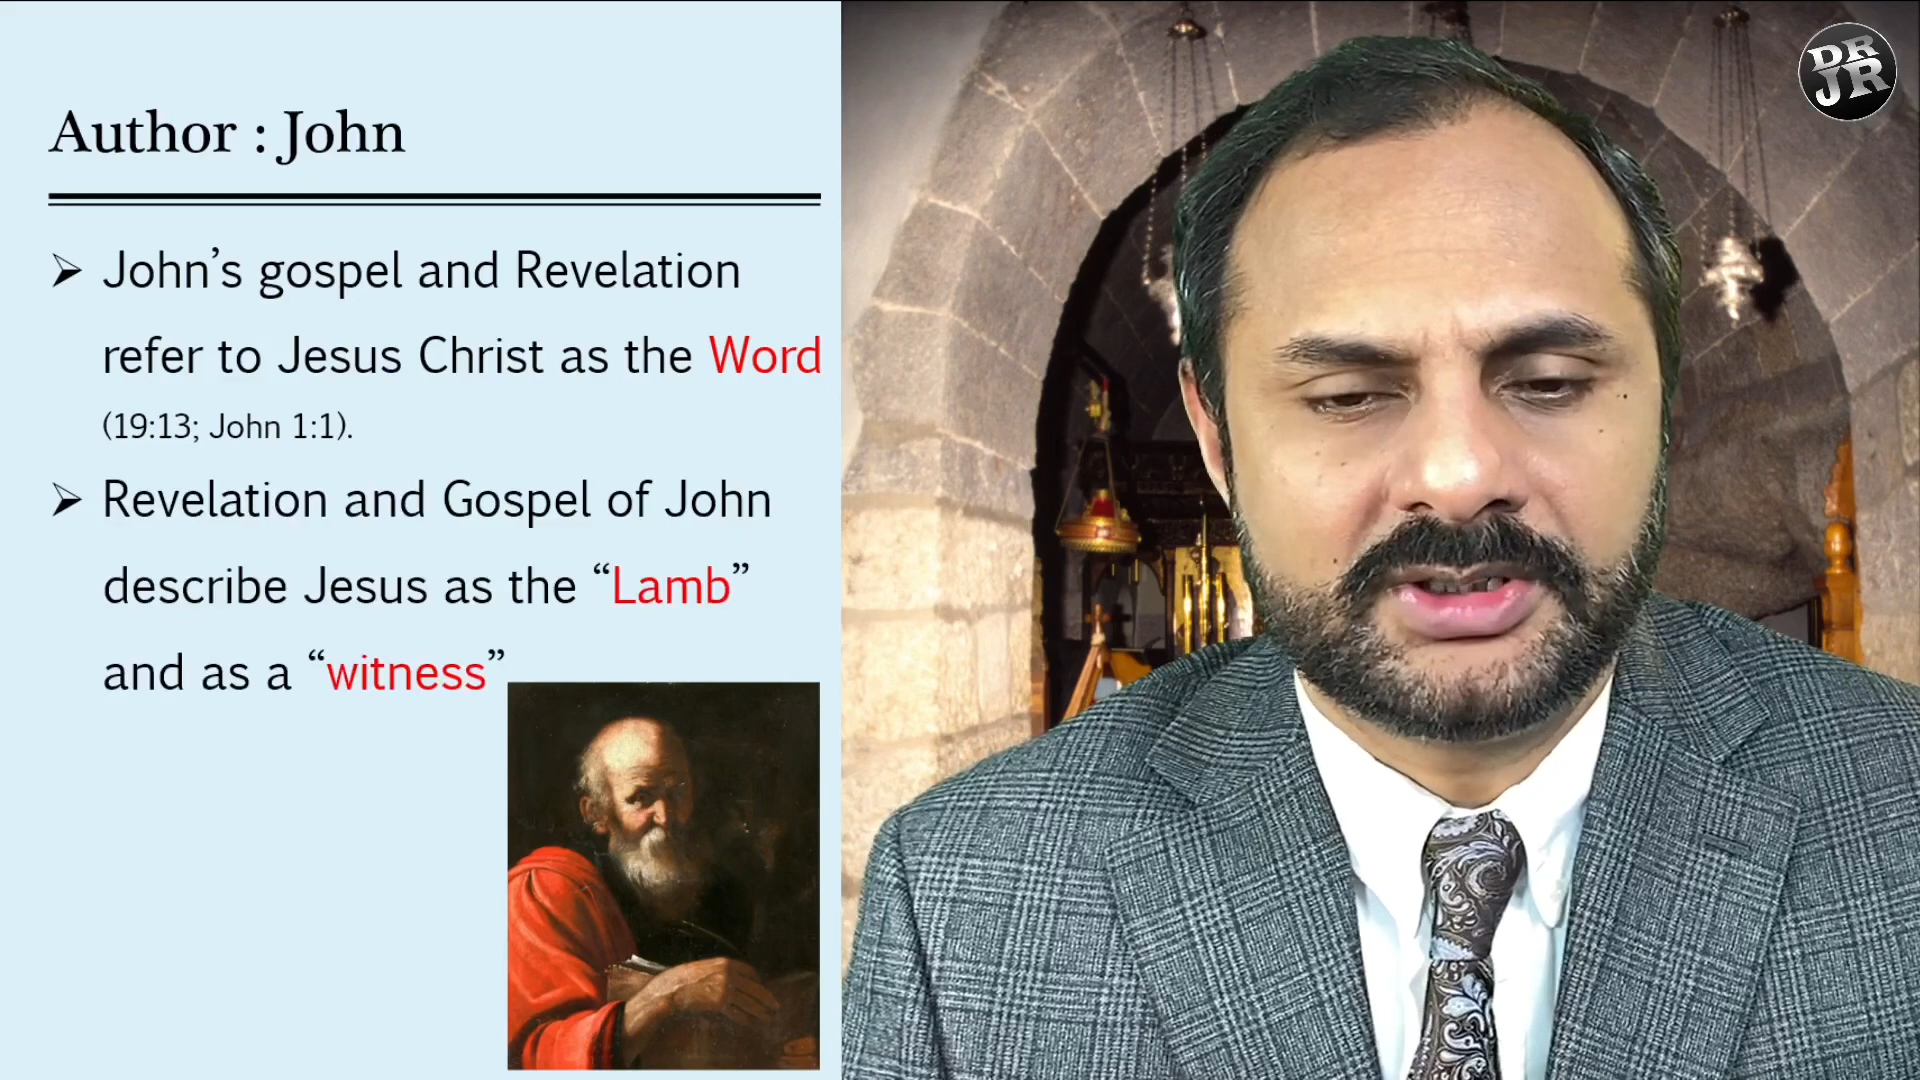 Author : John
➢ John’s gospel and Revelation
refer to Jesus Christ as the Word
(19:13; John 1:1).
➢ Revelation and Gospel of John
describe Jesus as the “Lamb”
and as a “witness”
DR
JR